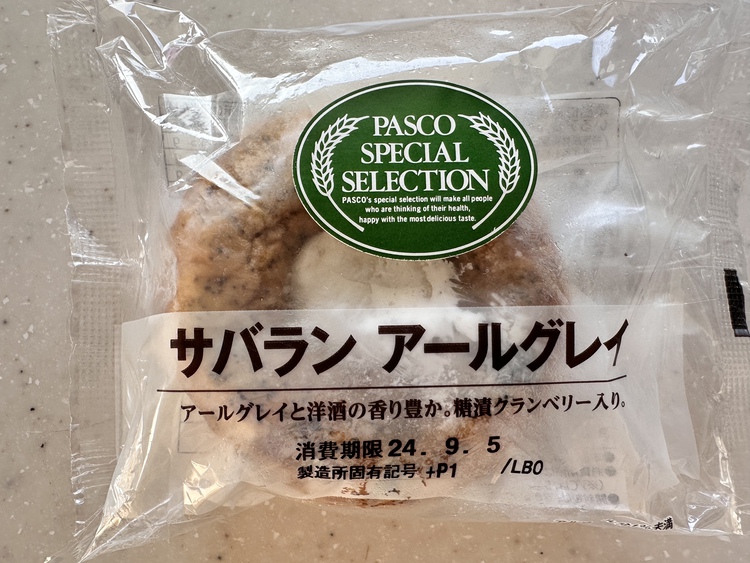 PASCO
SPECIAL
SELECTION
PASCO's special selection will make all people
who are thinking of their health,
happy with the most delicious taste.
サバラン アールグレイ
アールグレイと洋酒の香り豊か。糖漬クランベリー入り。
消費期限 24. 9. 5
製造所固有記号 +P1 /LB0